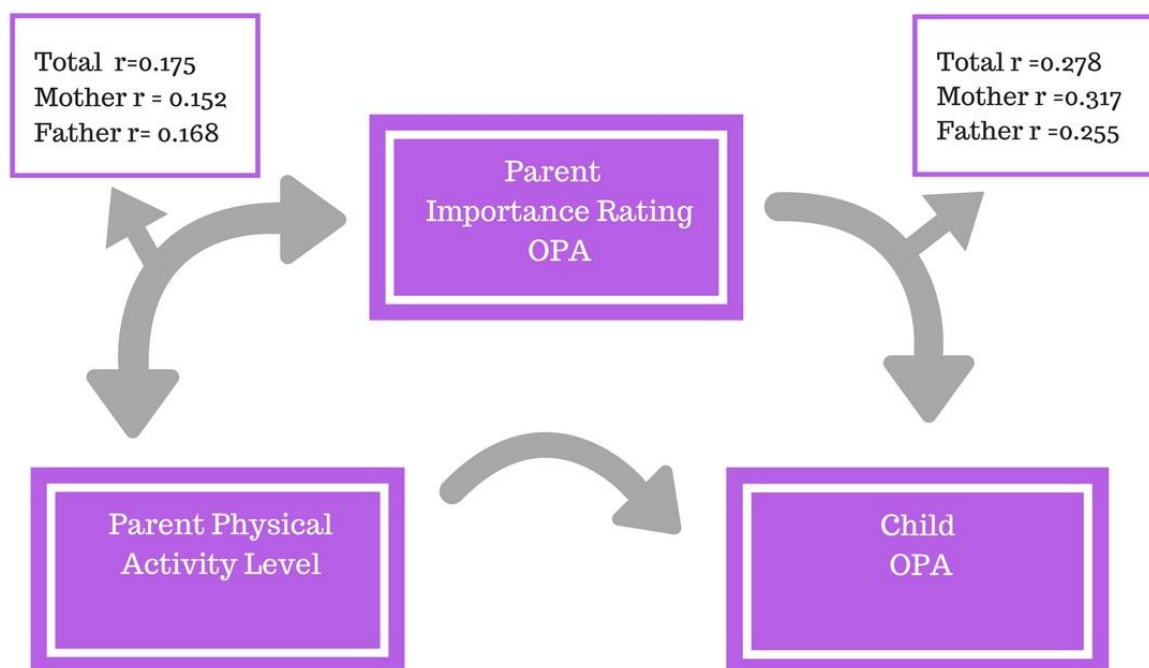 Total r=0.175
Mother r = 0.152
Father r= 0.168
Total r =0.278
Mother r =0.317
Father r =0.255
Parent
Importance Rating
OPA
Parent Physical
Activity Level
Child
OPA